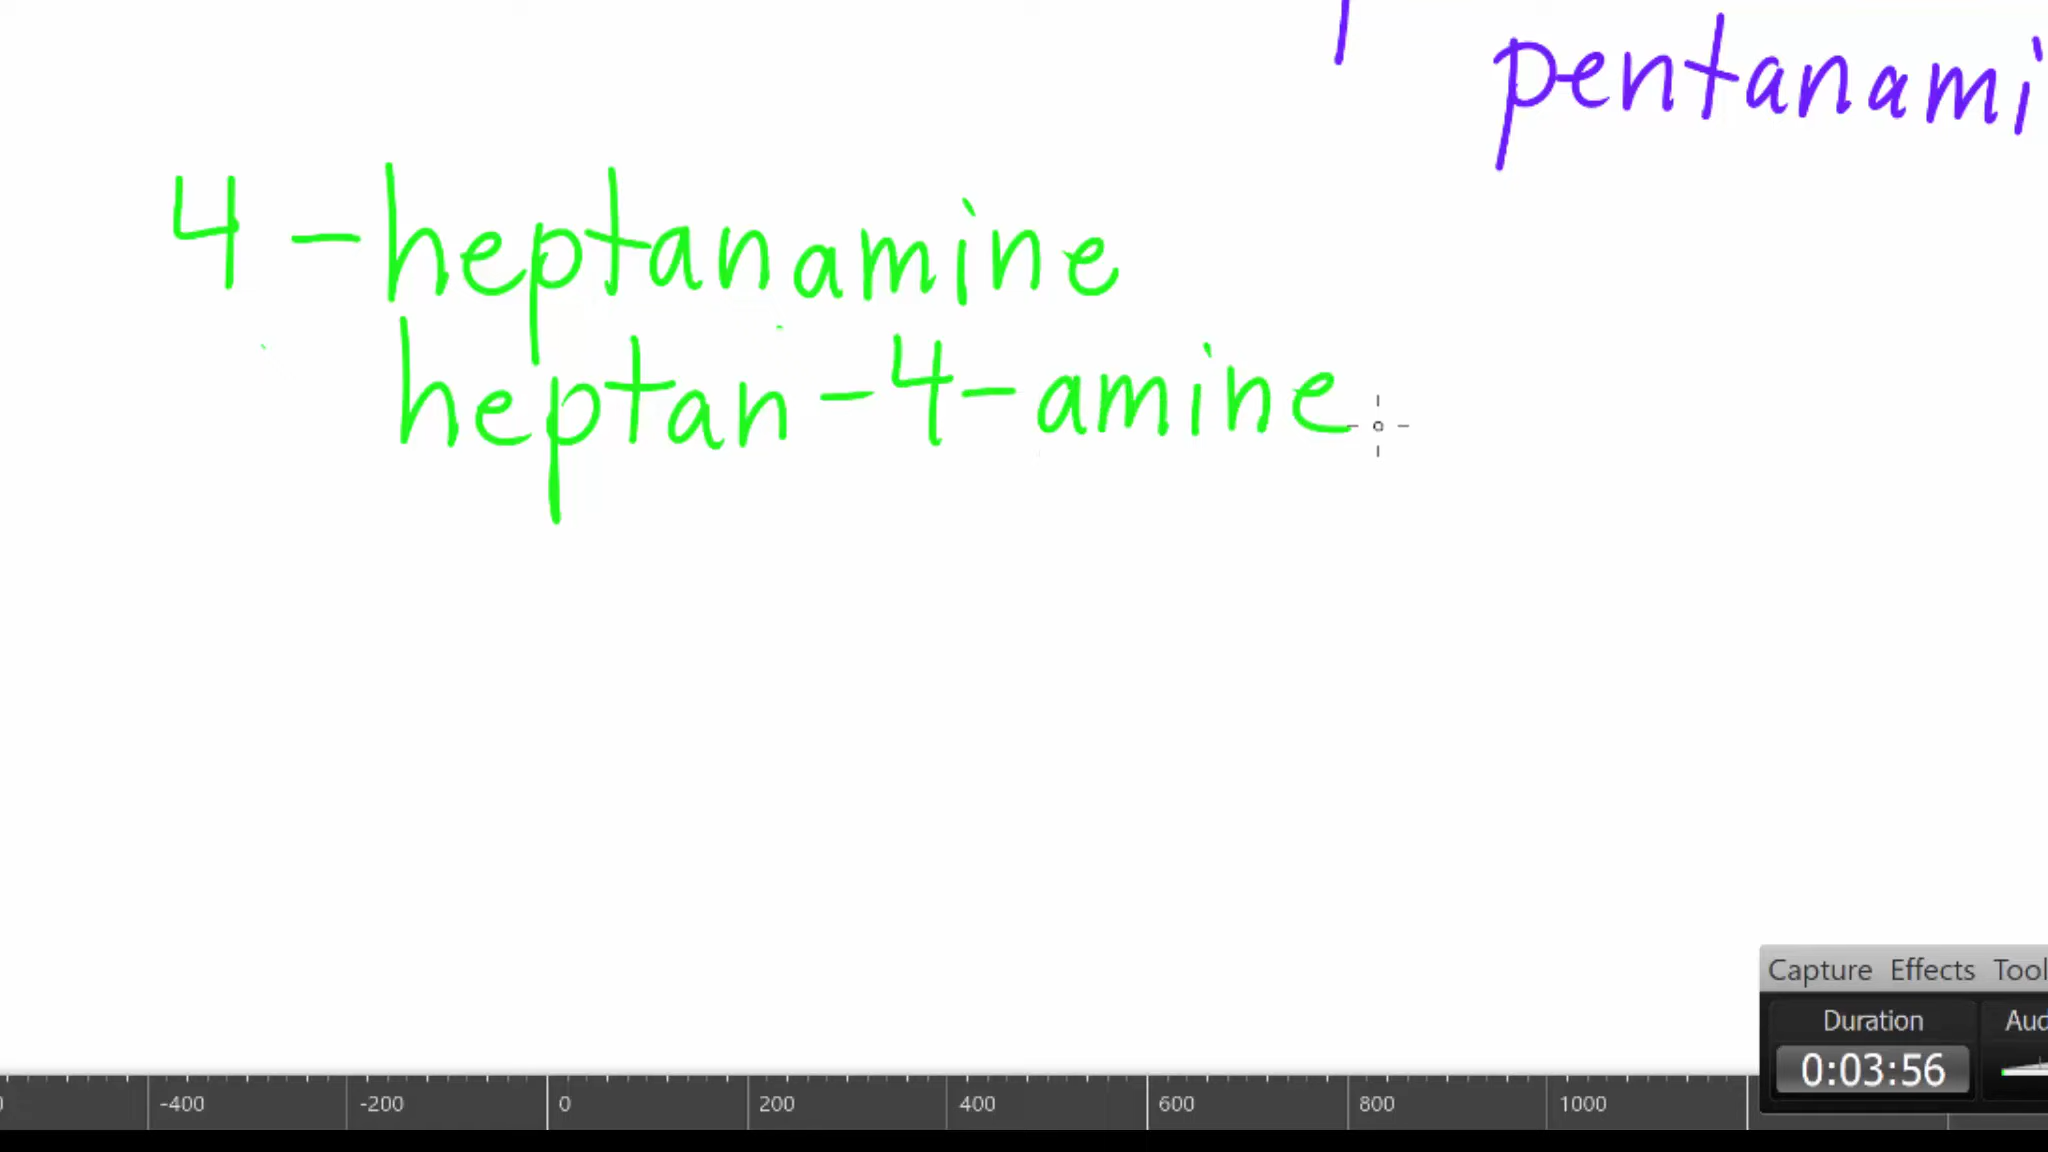 pentanami
4-heptanamine
heptan-4-amine
Capture Effects Tool
Duration Aud
0:03:56
-400 -200 0 200 400 600 800 1000